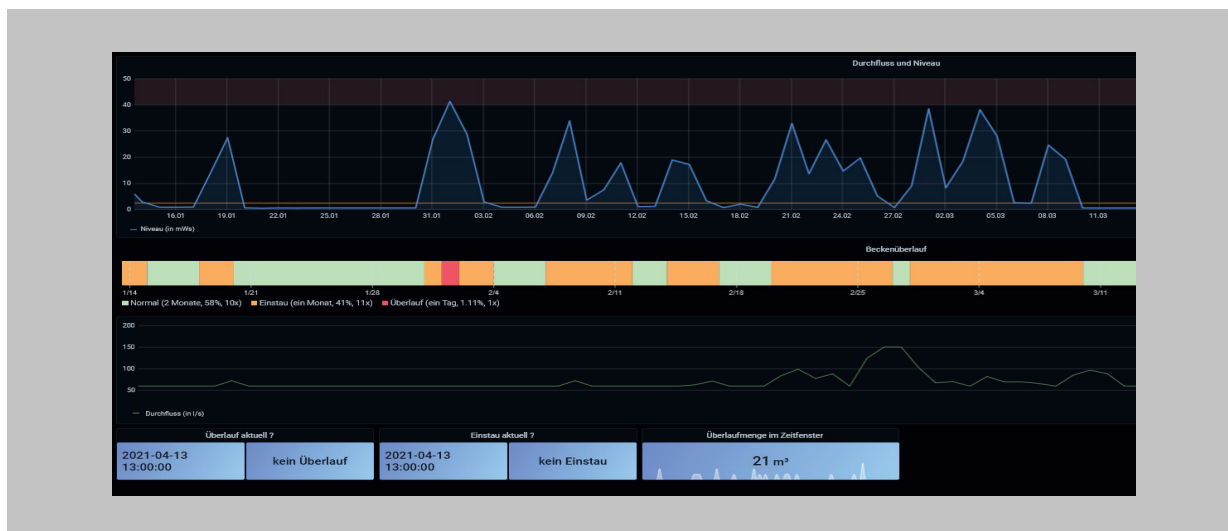 Durchfluss und Niveau
50
40
30
20
10
0
16.01 19.01 22.01 25.01 28.01 31.01 03.02 06.02 09.02 12.02 15.02 18.02 21.02 24.02 27.02 02.03 05.03 08.03 11.03
Niveau (in mWs)
Beckenüberlauf
1/14 1/21 1/28 2/4 2/11 2/18 2/25 3/4 3/11
Normal (2 Monate, 58%, 10x) Einstau (ein Monat, 41%, 11x) Überlauf (ein Tag, 1.11%, 1x)
200
150
100
50
Durchfluss (in l/s)
Überlauf aktuell ? Einstau aktuell ? Überlaufmenge im Zeitfenster
2021-04-13 kein Überlauf 2021-04-13 kein Einstau 21 m³
13:00:00 13:00:00